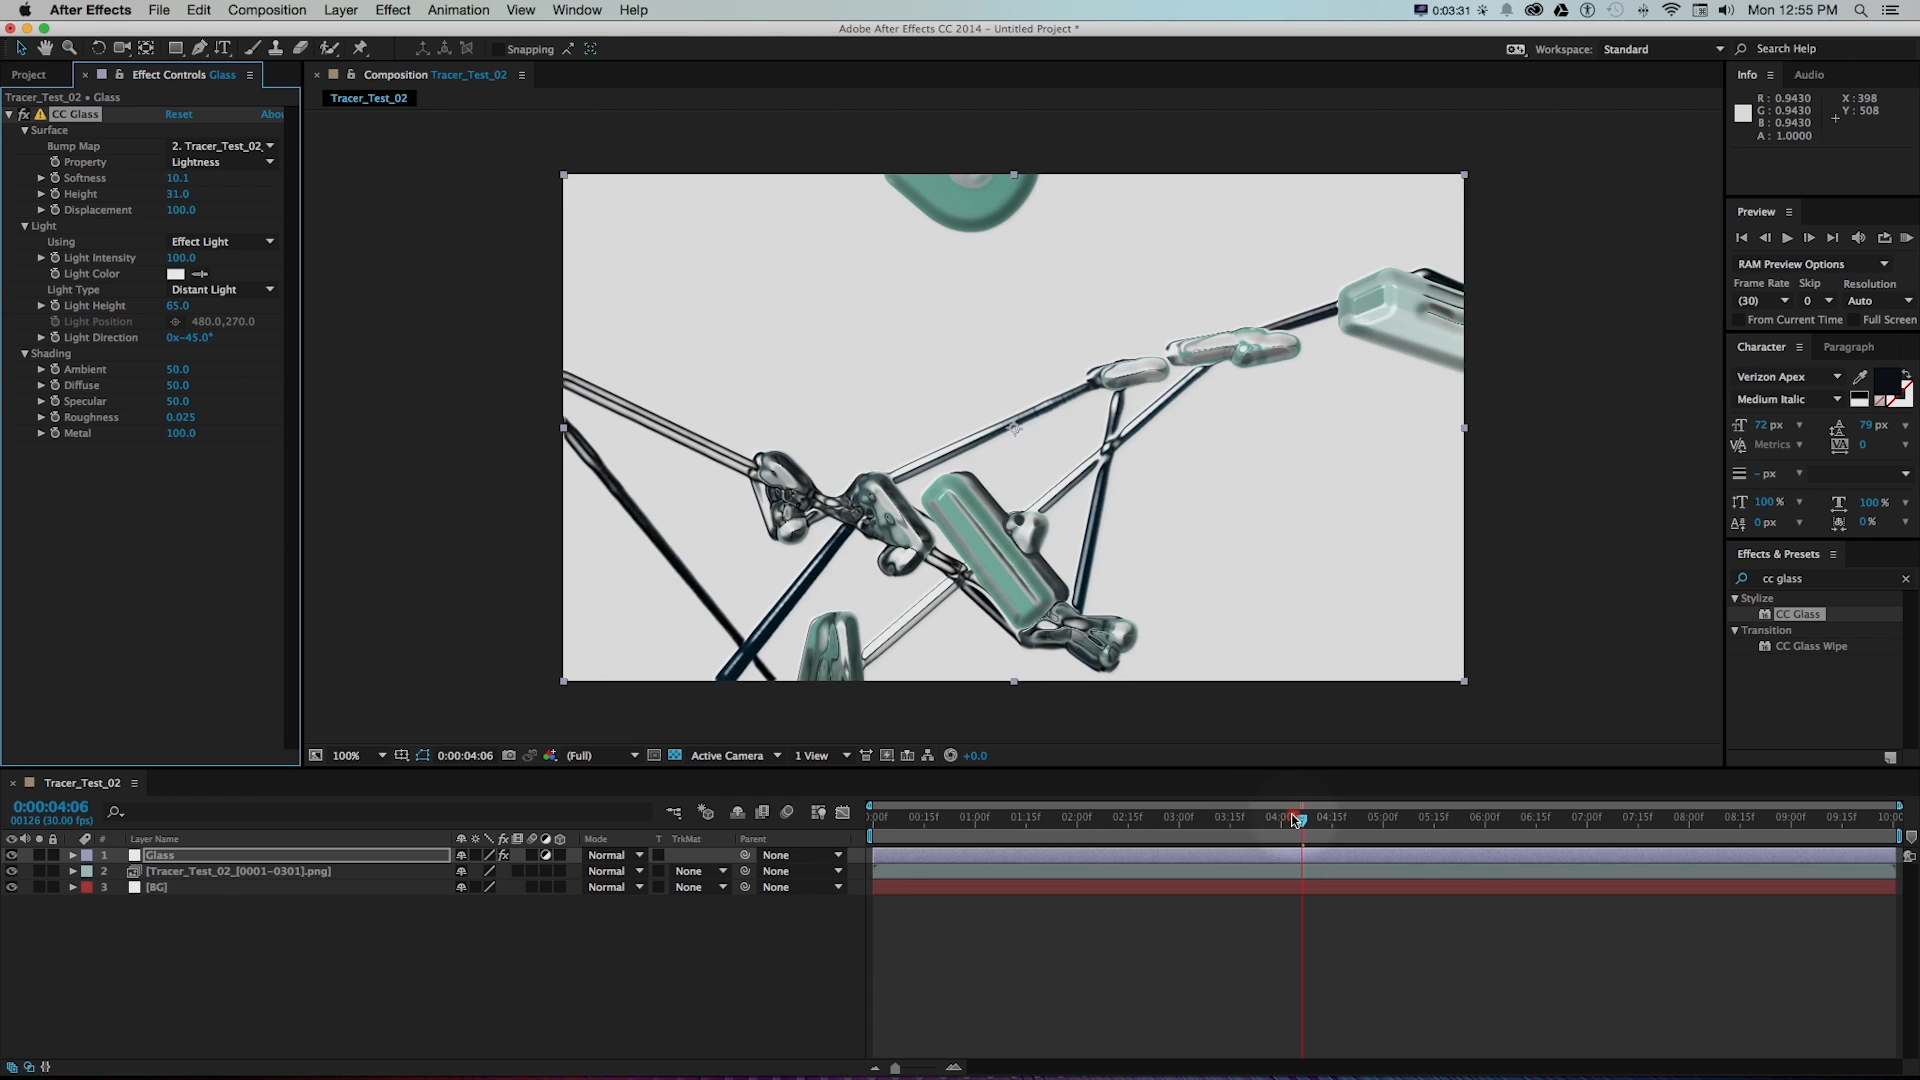 After Effects File Edit Composition Layer Effect Animation View Window Help 0:03:31 Mon 12:55 PM
Adobe After Effects CC 2014 - Untitled Project *
Snapping Workspace: Standard Search Help
Project Effect Controls Glass Composition Tracer_Test_02 Info Audio
Tracer_Test_02 • Glass Tracer_Test_02
R: 0.9430 X: 398
G: 0.9430 Y: 508
B: 0.9430
A: 1.0000
fx CC Glass Reset Abou
Surface
Bump Map 2. Tracer_Test_02_
Property Lightness
Softness 10.1
Height 31.0
Displacement 100.0
Light
Using Effect Light
Light Intensity 100.0
Light Color
Light Type Distant Light
Light Height 65.0
Light Position 480.0,270.0
Light Direction 0x-45.0°
Shading
Ambient 50.0
Diffuse 50.0
Specular 50.0
Roughness 0.025
Metal 100.0
Preview
RAM Preview Options
Frame Rate Skip Resolution
(30) 0 Auto
From Current Time Full Screen
Character Paragraph
Verizon Apex
Medium Italic
72 px 79 px
Metrics 0
- px
100 % 100 %
0 px 0 %
Effects & Presets
cc glass
Stylize
CC Glass
Transition
CC Glass Wipe
100% 0:00:04:06 (Full) Active Camera 1 View +0.0
Tracer_Test_02
0:00:04:06
00126 (30.00 fps)
:00f 00:15f 01:00f 01:15f 02:00f 02:15f 03:00f 03:15f 04:00f 04:15f 05:00f 05:15f 06:00f 06:15f 07:00f 07:15f 08:00f 08:15f 09:00f 09:15f 10:00
# Layer Name fx Mode T TrkMat Parent
1 Glass fx Normal None
2 [Tracer_Test_02_[0001-0301].png] Normal None None
3 [BG] Normal None None